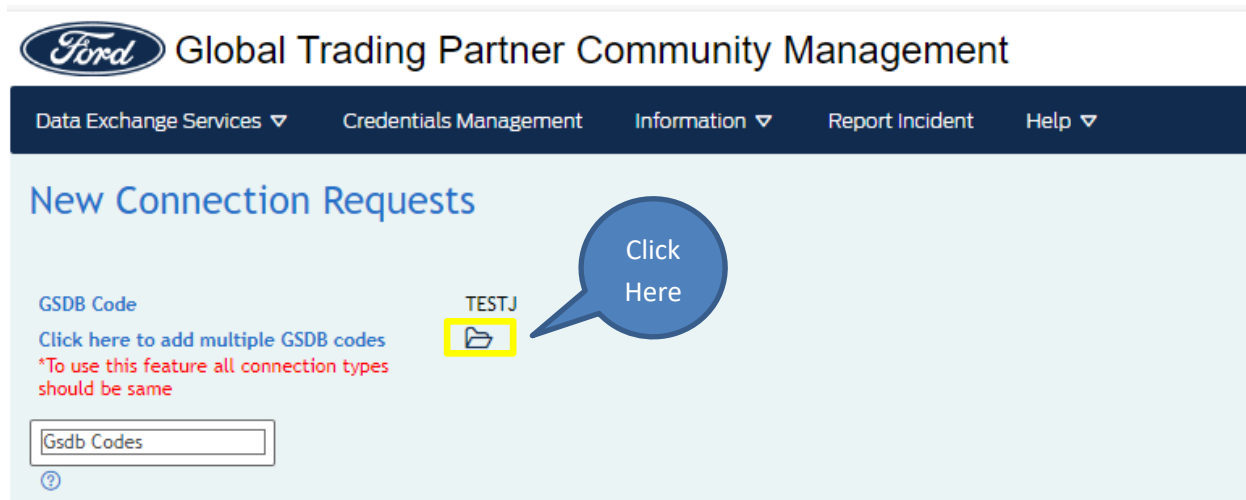 Ford Global Trading Partner Community Management
Data Exchange Services Credentials Management Information Report Incident Help
New Connection Requests
Click
Here
GSDB Code TESTJ
Click here to add multiple GSDB codes
*To use this feature all connection types
should be same
Gsdb Codes
?